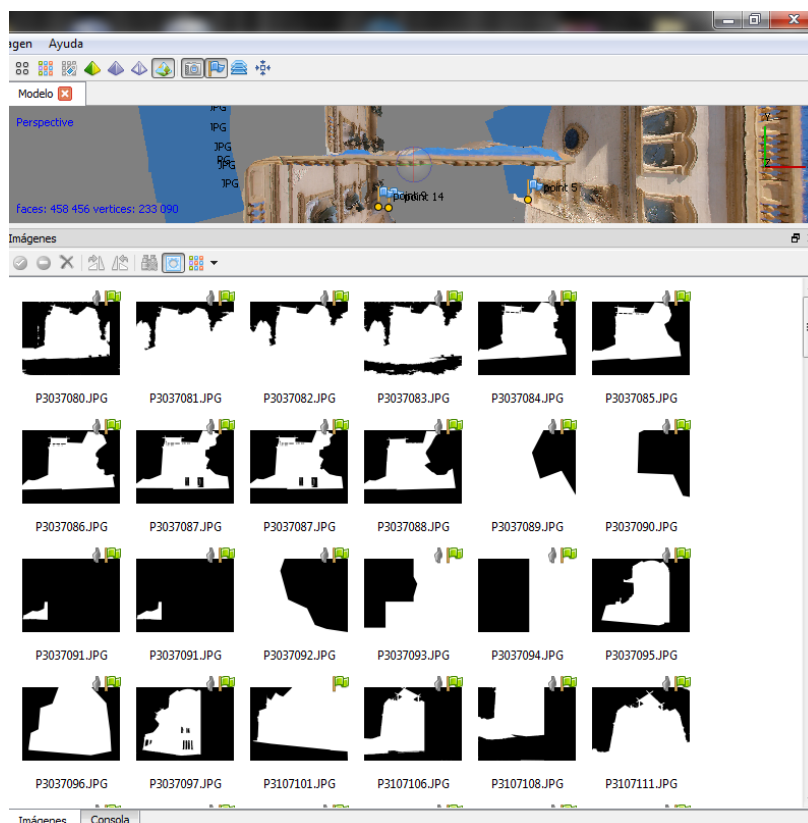 agen Ayuda
Modelo
Perspective
JPG
JPG
JPG
JPG
JPG
point 14
point 5
faces: 458 456 vertices: 233 090
Imágenes
P3037080.JPG P3037081.JPG P3037082.JPG P3037083.JPG P3037084.JPG P3037085.JPG
P3037086.JPG P3037087.JPG P3037087.JPG P3037088.JPG P3037089.JPG P3037090.JPG
P3037091.JPG P3037091.JPG P3037092.JPG P3037093.JPG P3037094.JPG P3037095.JPG
P3037096.JPG P3037097.JPG P3107101.JPG P3107106.JPG P3107108.JPG P3107111.JPG
Imágenes Consola